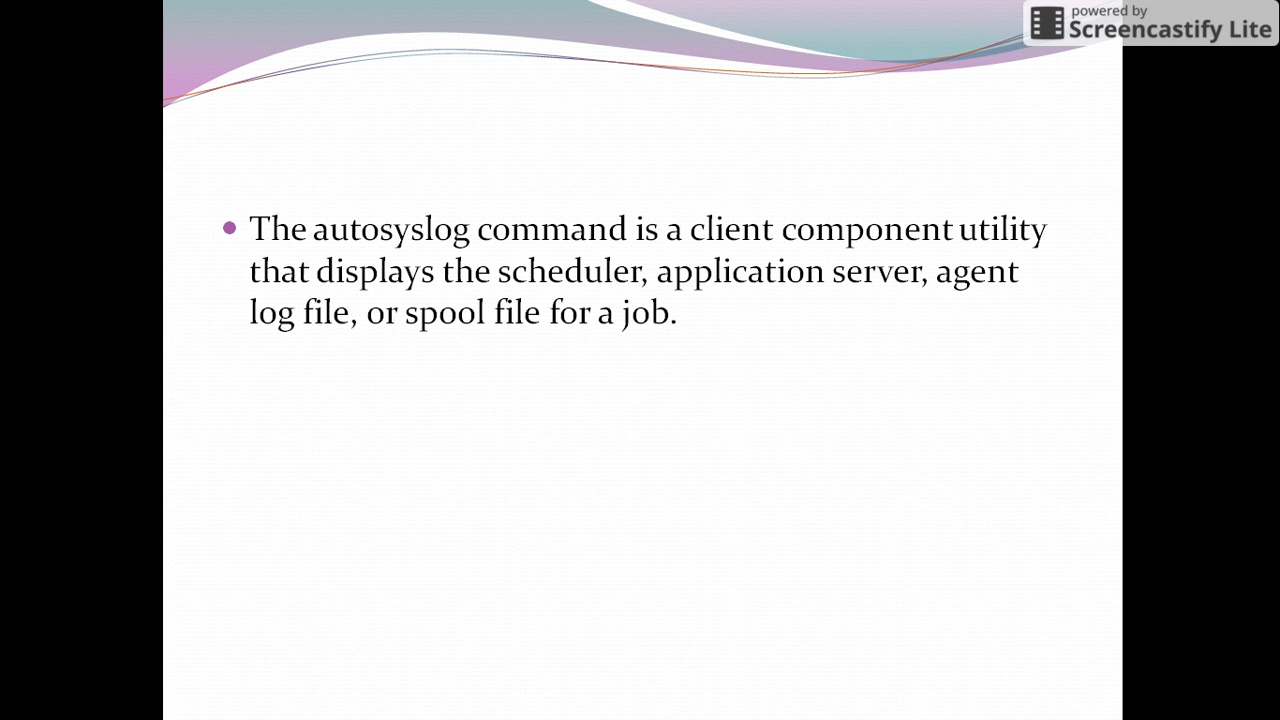 powered by
Screencastify Lite
The autosyslog command is a client component utility
that displays the scheduler, application server, agent
log file, or spool file for a job.